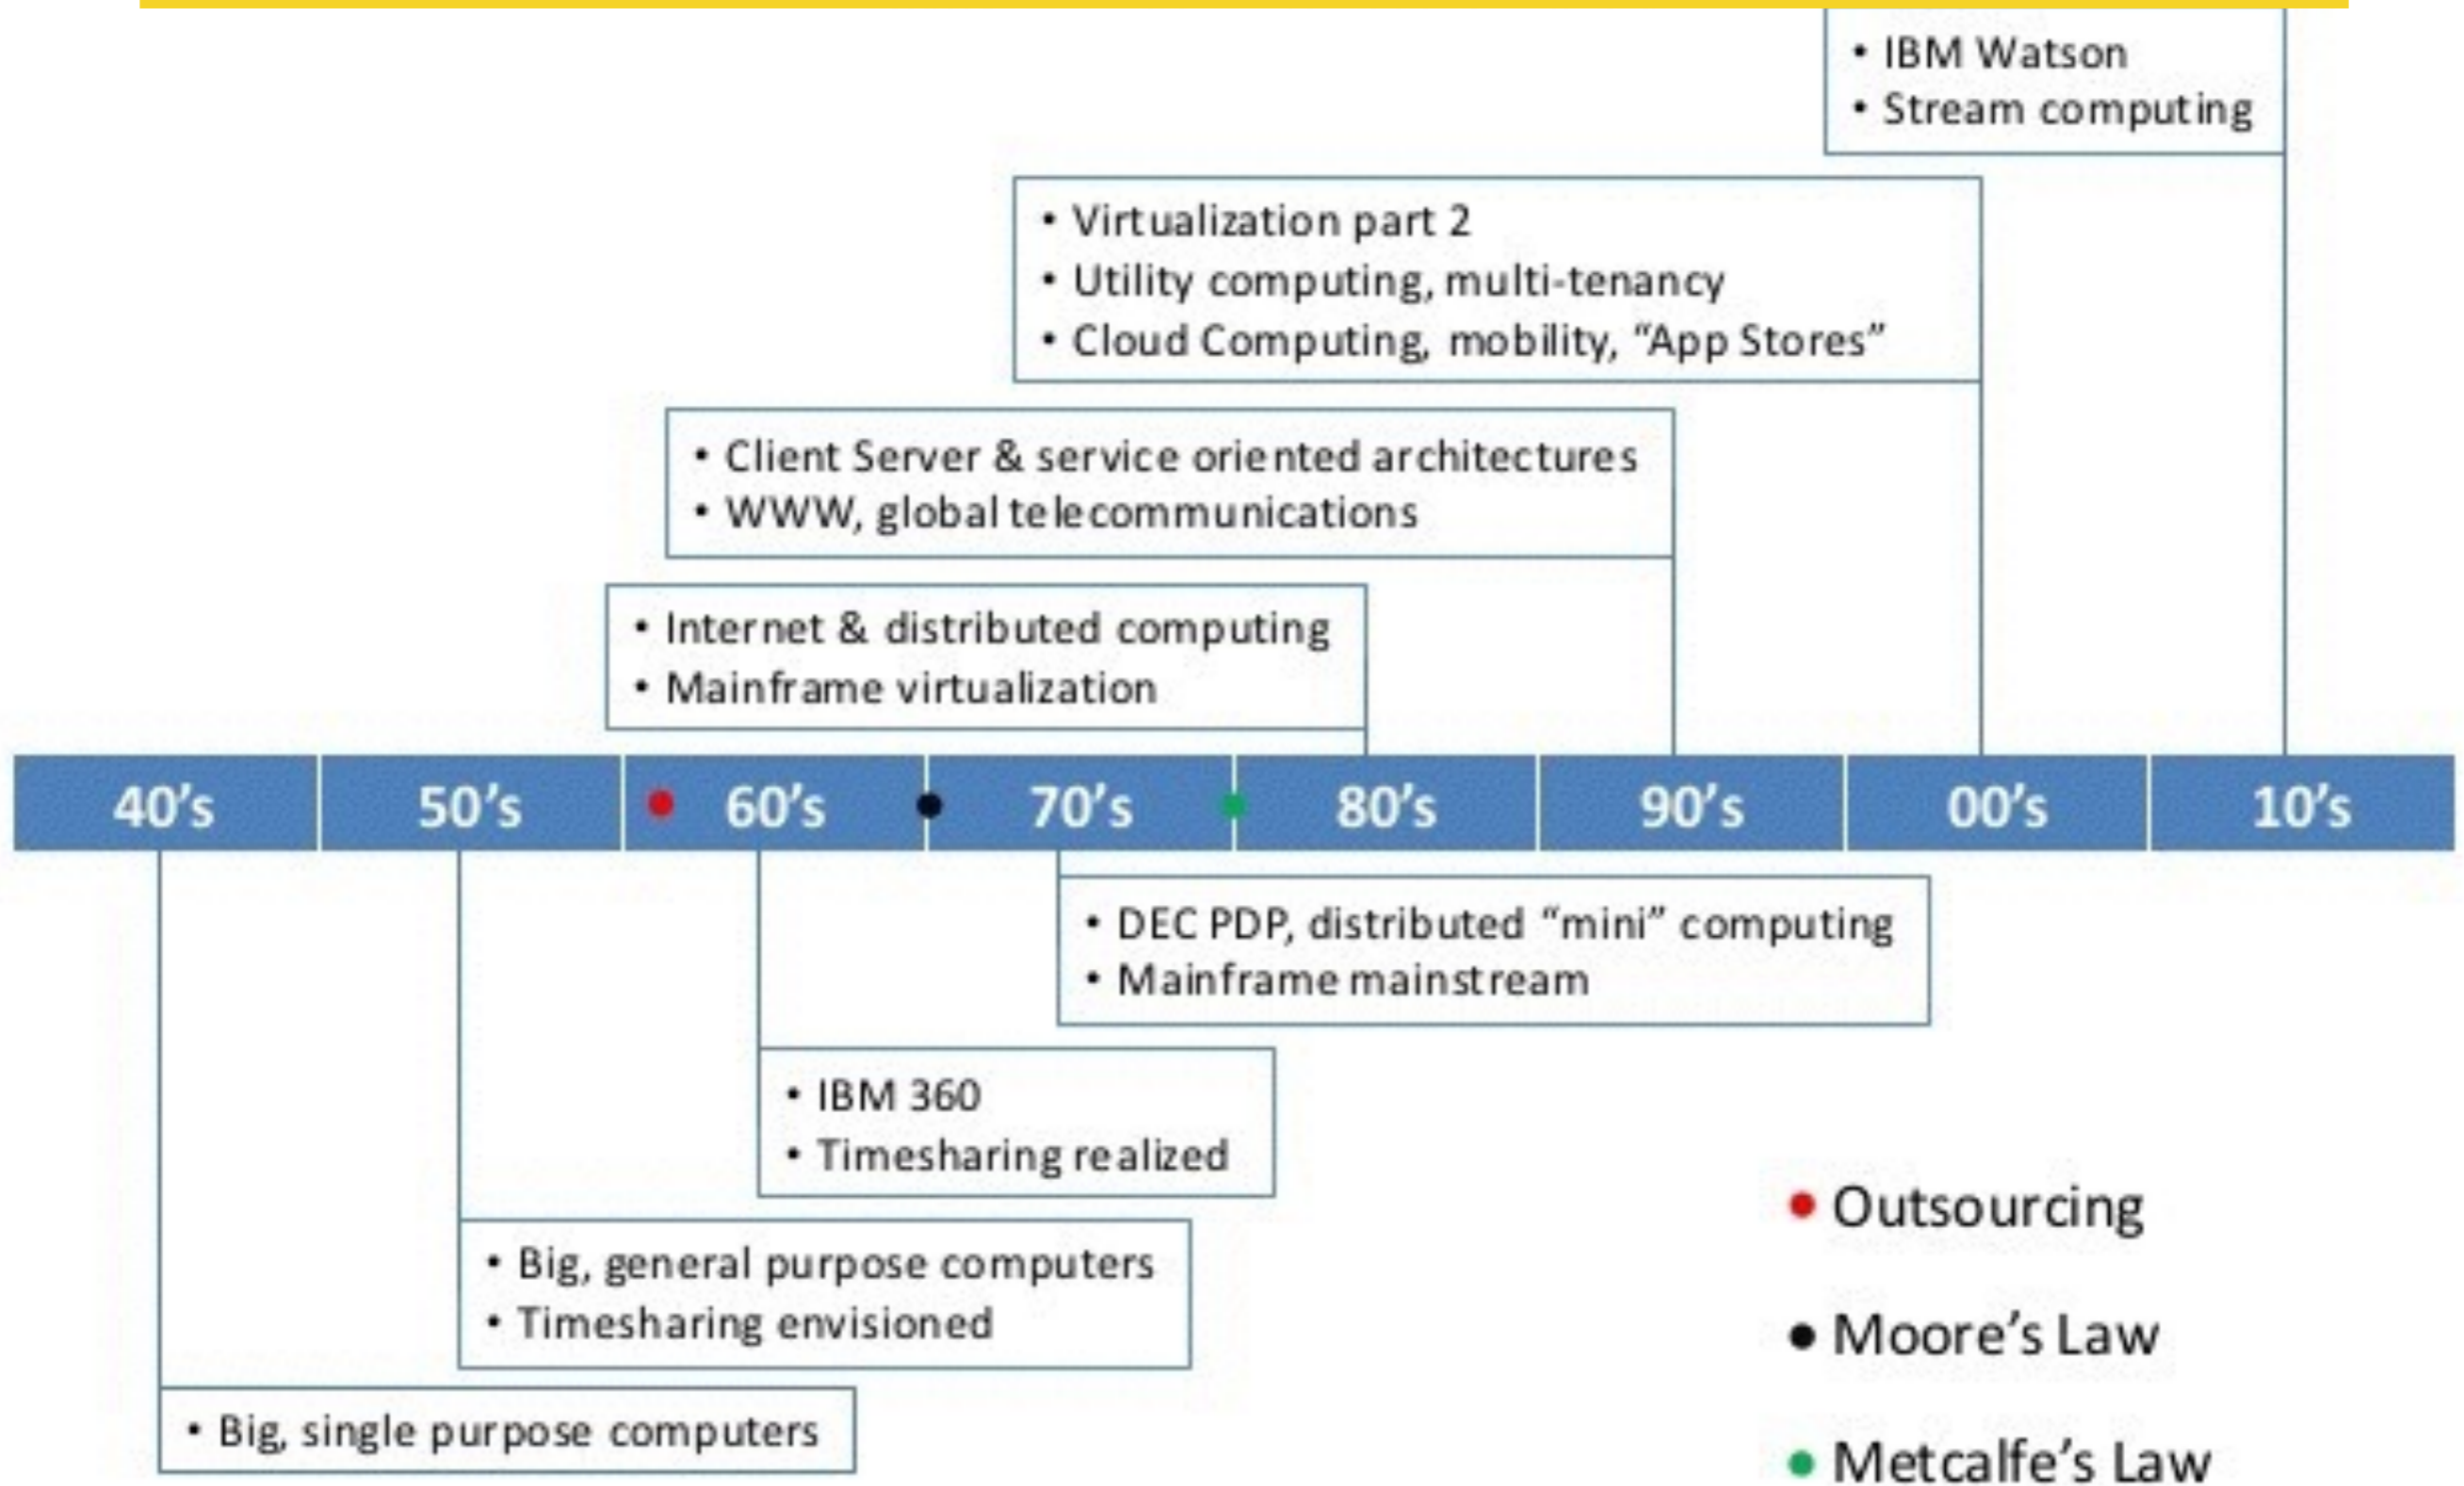 • IBM Watson
• Stream computing
• Virtualization part 2
• Utility computing, multi-tenancy
• Cloud Computing, mobility, “App Stores”
• Client Server & service oriented architectures
• WWW, global telecommunications
• Internet & distributed computing
• Mainframe virtualization
40’s 50’s 60’s 70’s 80’s 90’s 00’s 10’s
• DEC PDP, distributed “mini” computing
• Mainframe mainstream
• IBM 360
• Timesharing realized
• Big, general purpose computers
• Timesharing envisioned
• Big, single purpose computers
Outsourcing
Moore’s Law
Metcalfe’s Law